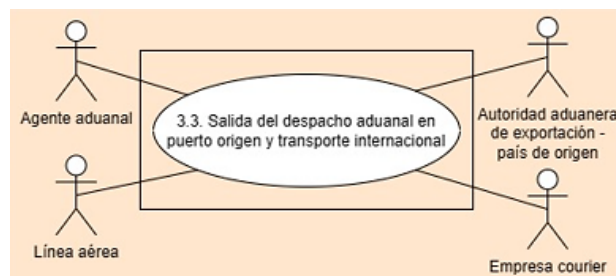 Agente aduanal
3.3. Salida del despacho aduanal en
puerto origen y transporte internacional
Autoridad aduanera
de exportación -
país de origen
Línea aérea
Empresa courier